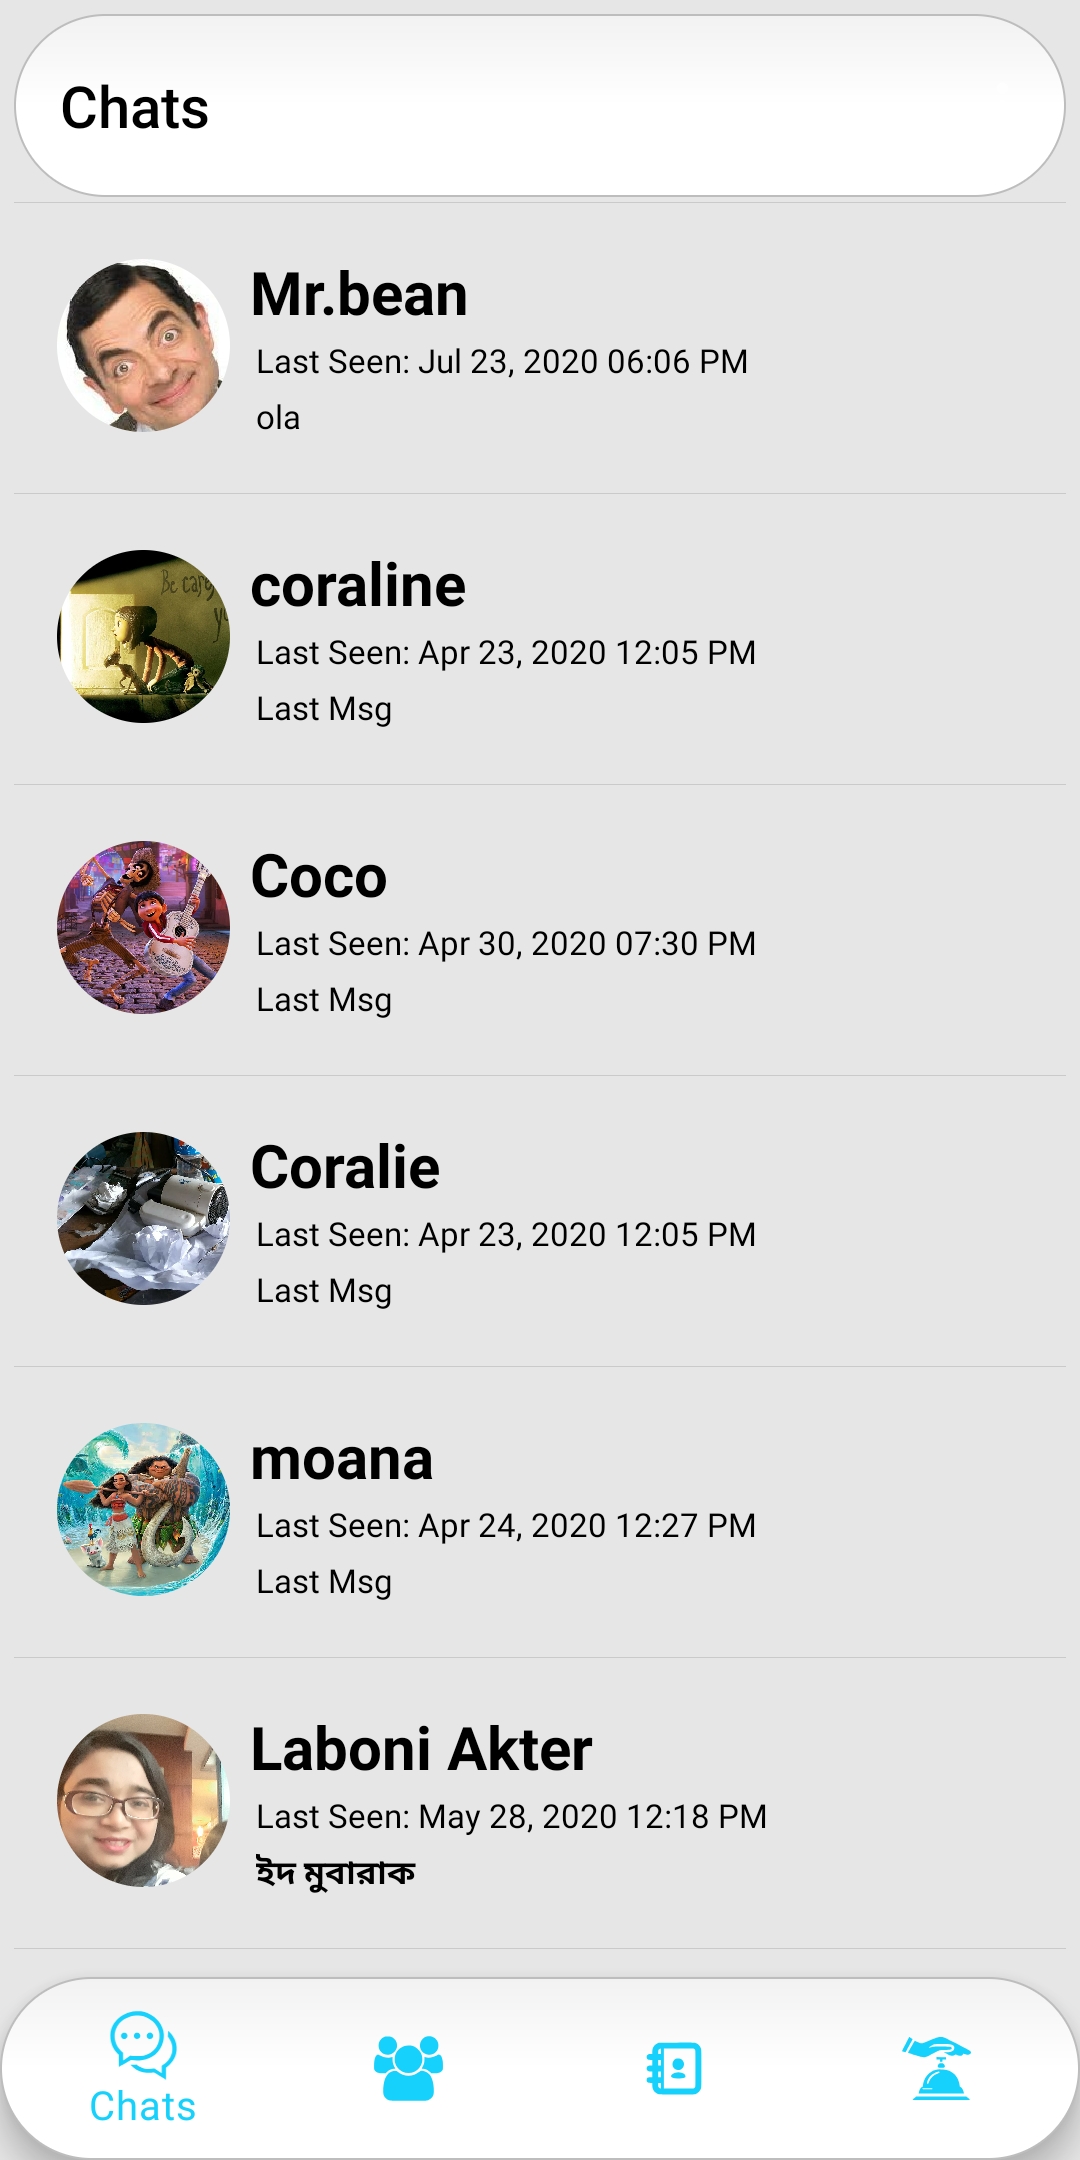 Chats
Mr.bean
Last Seen: Jul 23, 2020 06:06 PM
ola
Be care
coraline
Last Seen: Apr 23, 2020 12:05 PM
Last Msg
Coco
Last Seen: Apr 30, 2020 07:30 PM
Last Msg
Coralie
Last Seen: Apr 23, 2020 12:05 PM
Last Msg
moana
Last Seen: Apr 24, 2020 12:27 PM
Last Msg
Laboni Akter
Last Seen: May 28, 2020 12:18 PM
ইদ মুবারাক
Chats